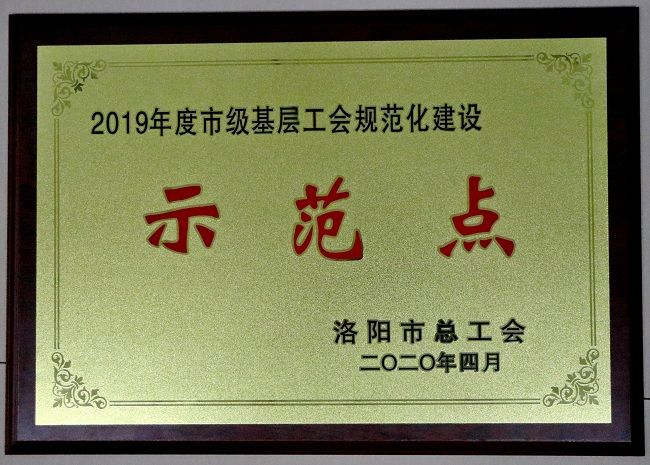 2019年度市级基层工会规范化建设
示范点
洛阳市总工会
二〇二〇年四月